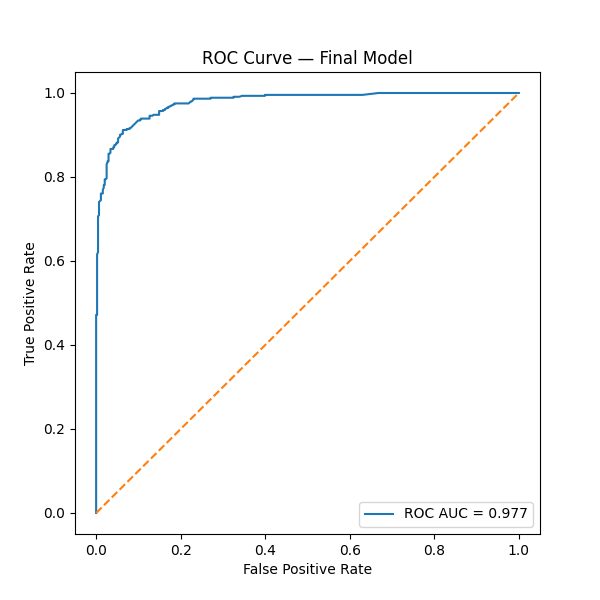 ROC Curve — Final Model
True Positive Rate
1.0
0.8
0.6
0.4
0.2
0.0
ROC AUC = 0.977
0.0 0.2 0.4 0.6 0.8 1.0
False Positive Rate